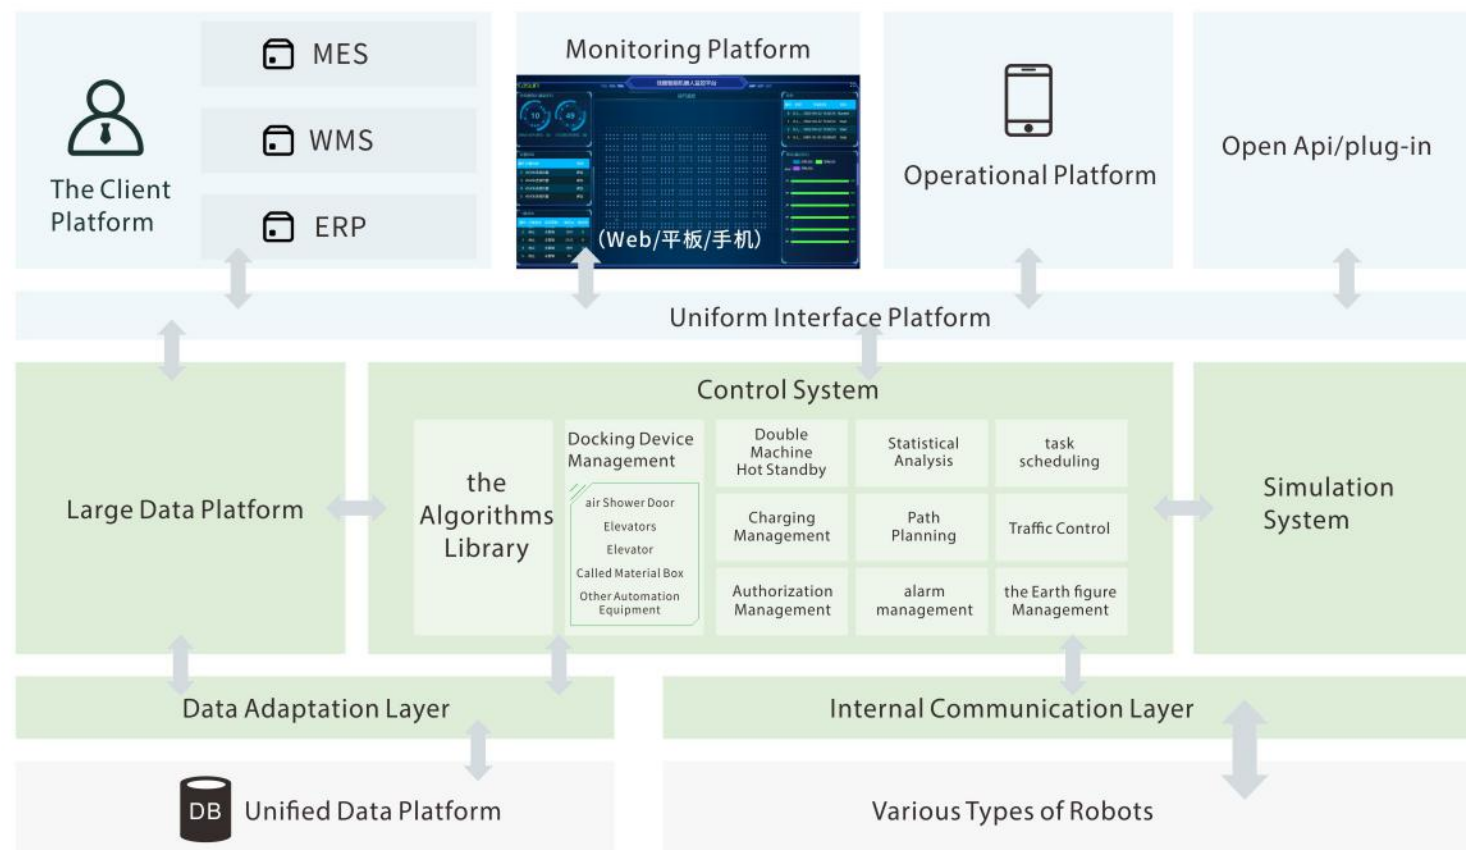 MES
WMS
ERP
The Client
Platform
Monitoring Platform
(Web/平板/手机)
Operational Platform
Open Api/plug-in
Uniform Interface Platform
Large Data Platform
Control System
the
Algorithms
Library
Docking Device
Management
air Shower Door
Elevators
Elevator
Called Material Box
Other Automation
Equipment
Double
Machine
Hot Standby
Statistical
Analysis
task
scheduling
Charging
Management
Path
Planning
Traffic Control
Authorization
Management
alarm
management
the Earth figure
Management
Simulation
System
Data Adaptation Layer
Internal Communication Layer
DB
Unified Data Platform
Various Types of Robots